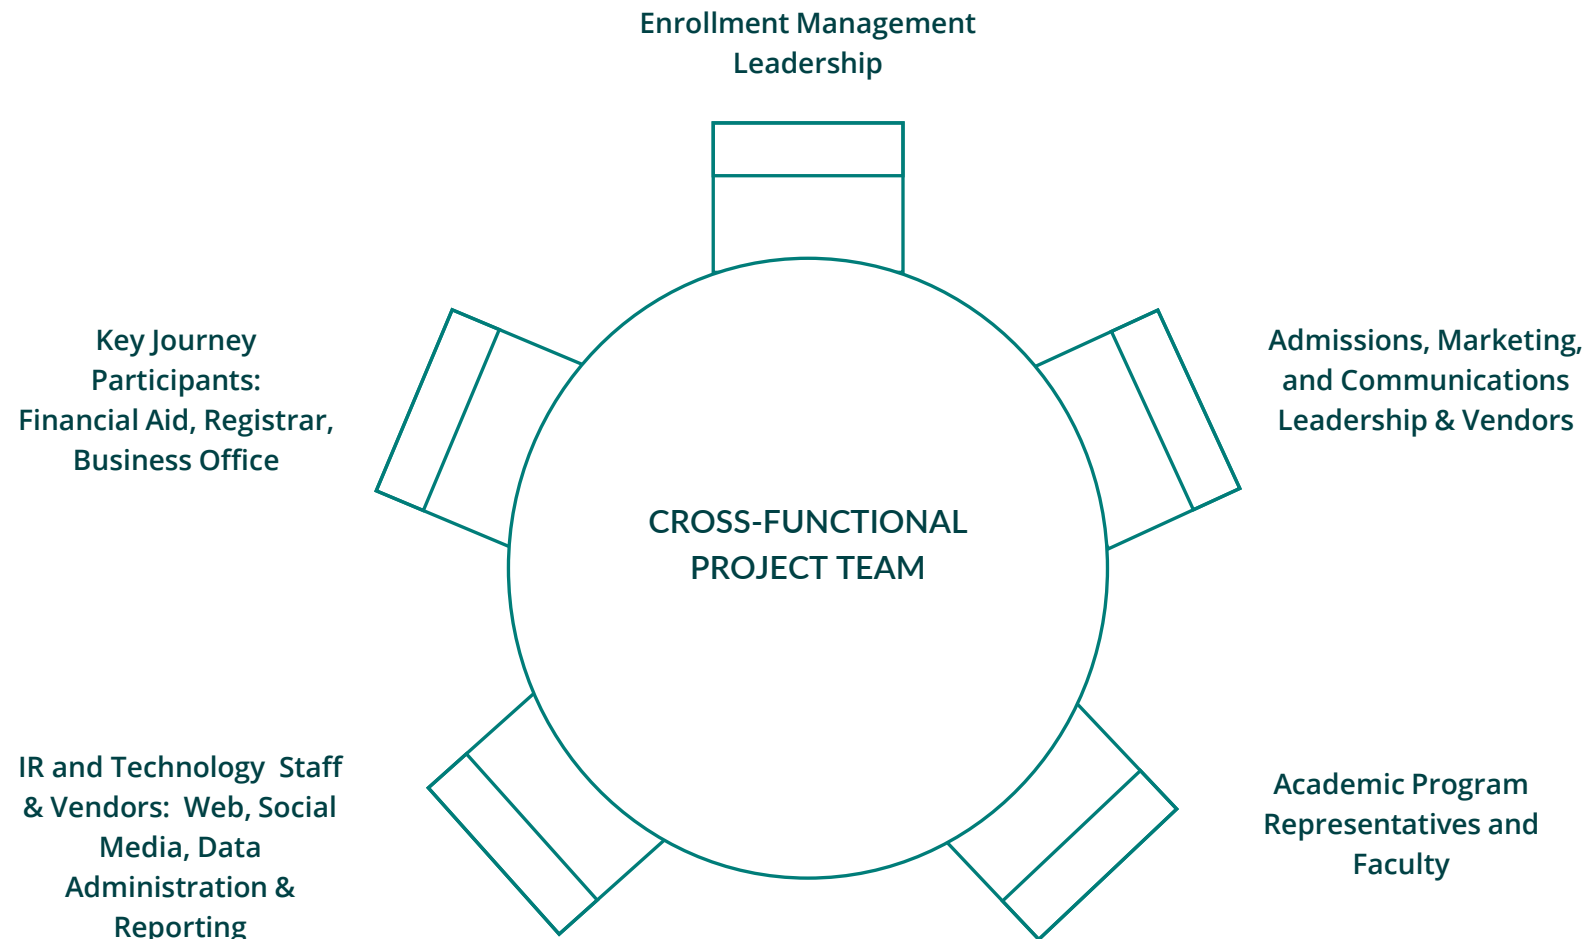 Enrollment Management
Leadership
Key Journey
Participants:
Financial Aid, Registrar,
Business Office
Admissions, Marketing,
and Communications
Leadership & Vendors
CROSS-FUNCTIONAL
PROJECT TEAM
IR and Technology  Staff
& Vendors:  Web, Social
Media, Data
Administration &
Reporting
Academic Program
Representatives and
Faculty